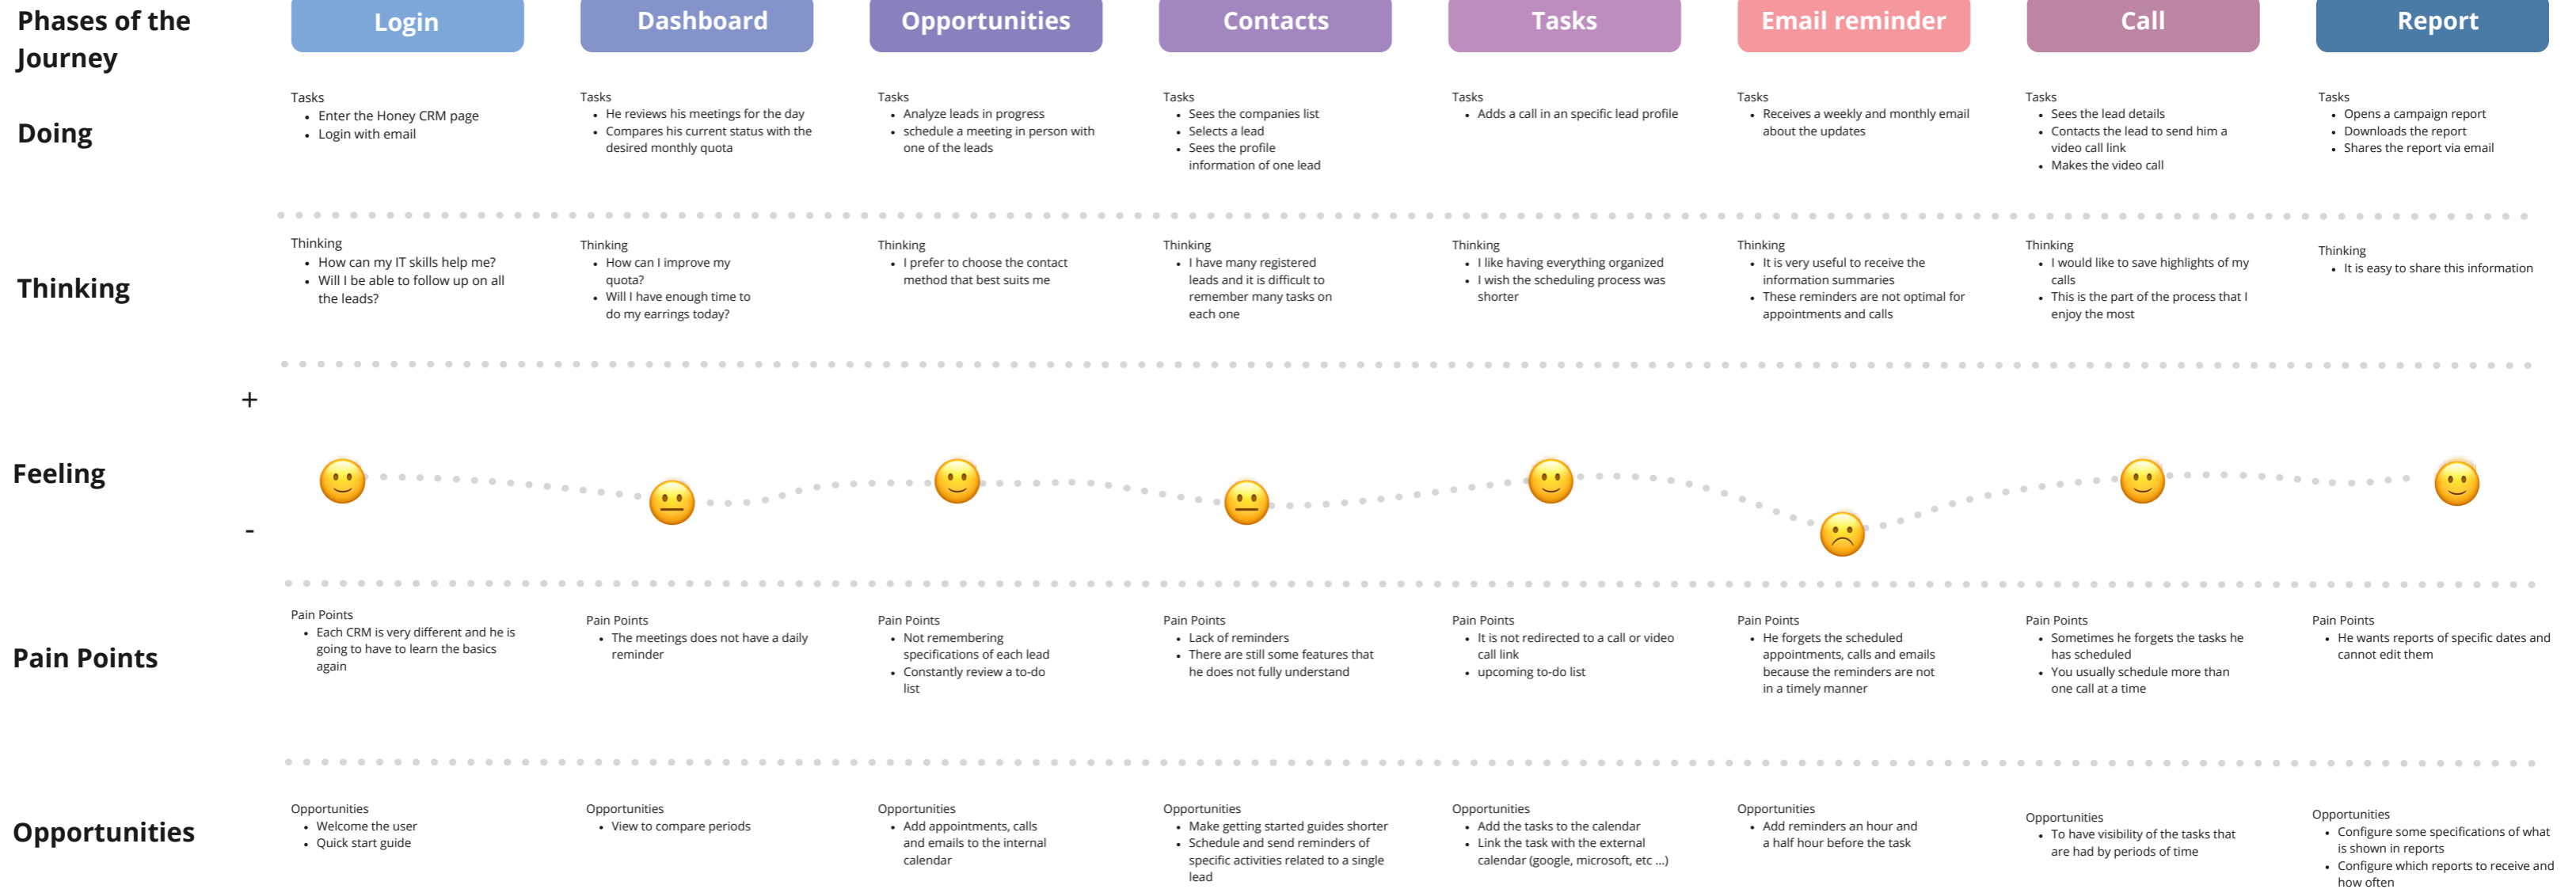 Phases of the
Journey
Login
Dashboard
Opportunities
Contacts
Tasks
Email reminder
Call
Report
Doing
Tasks
• Enter the Honey CRM page
• Login with email
Tasks
• He reviews his meetings for the day
• Compares his current status with the
desired monthly quota
Tasks
• Analyze leads in progress
• schedule a meeting in person with
one of the leads
Tasks
• Sees the companies list
• Selects a lead
• Sees the profile
information of one lead
Tasks
• Adds a call in an specific lead profile
Tasks
• Receives a weekly and monthly email
about the updates
Tasks
• Sees the lead details
• Contacts the lead to send him a
video call link
• Makes the video call
Tasks
• Opens a campaign report
• Downloads the report
• Shares the report via email
Thinking
Thinking
• How can my IT skills help me?
• Will I be able to follow up on all
the leads?
Thinking
• How can I improve my
quota?
• Will I have enough time to
do my earrings today?
Thinking
• I prefer to choose the contact
method that best suits me
Thinking
• I have many registered
leads and it is difficult to
remember many tasks on
each one
Thinking
• I like having everything organized
• I wish the scheduling process was
shorter
Thinking
• It is very useful to receive the
information summaries
• These reminders are not optimal for
appointments and calls
Thinking
• I would like to save highlights of my
calls
• This is the part of the process that I
enjoy the most
Thinking
• It is easy to share this information
+
Feeling
-
Pain Points
Pain Points
• Each CRM is very different and he is
going to have to learn the basics
again
Pain Points
• The meetings does not have a daily
reminder
Pain Points
• Not remembering
specifications of each lead
• Constantly review a to-do
list
Pain Points
• Lack of reminders
• There are still some features that
he does not fully understand
Pain Points
• It is not redirected to a call or video
call link
• upcoming to-do list
Pain Points
• He forgets the scheduled
appointments, calls and emails
because the reminders are not
in a timely manner
Pain Points
• Sometimes he forgets the tasks he
has scheduled
• You usually schedule more than
one call at a time
Pain Points
• He wants reports of specific dates and
cannot edit them
Opportunities
Opportunities
• Welcome the user
• Quick start guide
Opportunities
• View to compare periods
Opportunities
• Add appointments, calls
and emails to the internal
calendar
Opportunities
• Make getting started guides shorter
• Schedule and send reminders of
specific activities related to a single
lead
Opportunities
• Add the tasks to the calendar
• Link the task with the external
calendar (google, microsoft, etc ...)
Opportunities
• Add reminders an hour and
a half hour before the task
Opportunities
• To have visibility of the tasks that
are had by periods of time
Opportunities
• Configure some specifications of what
is shown in reports
• Configure which reports to receive and
how often